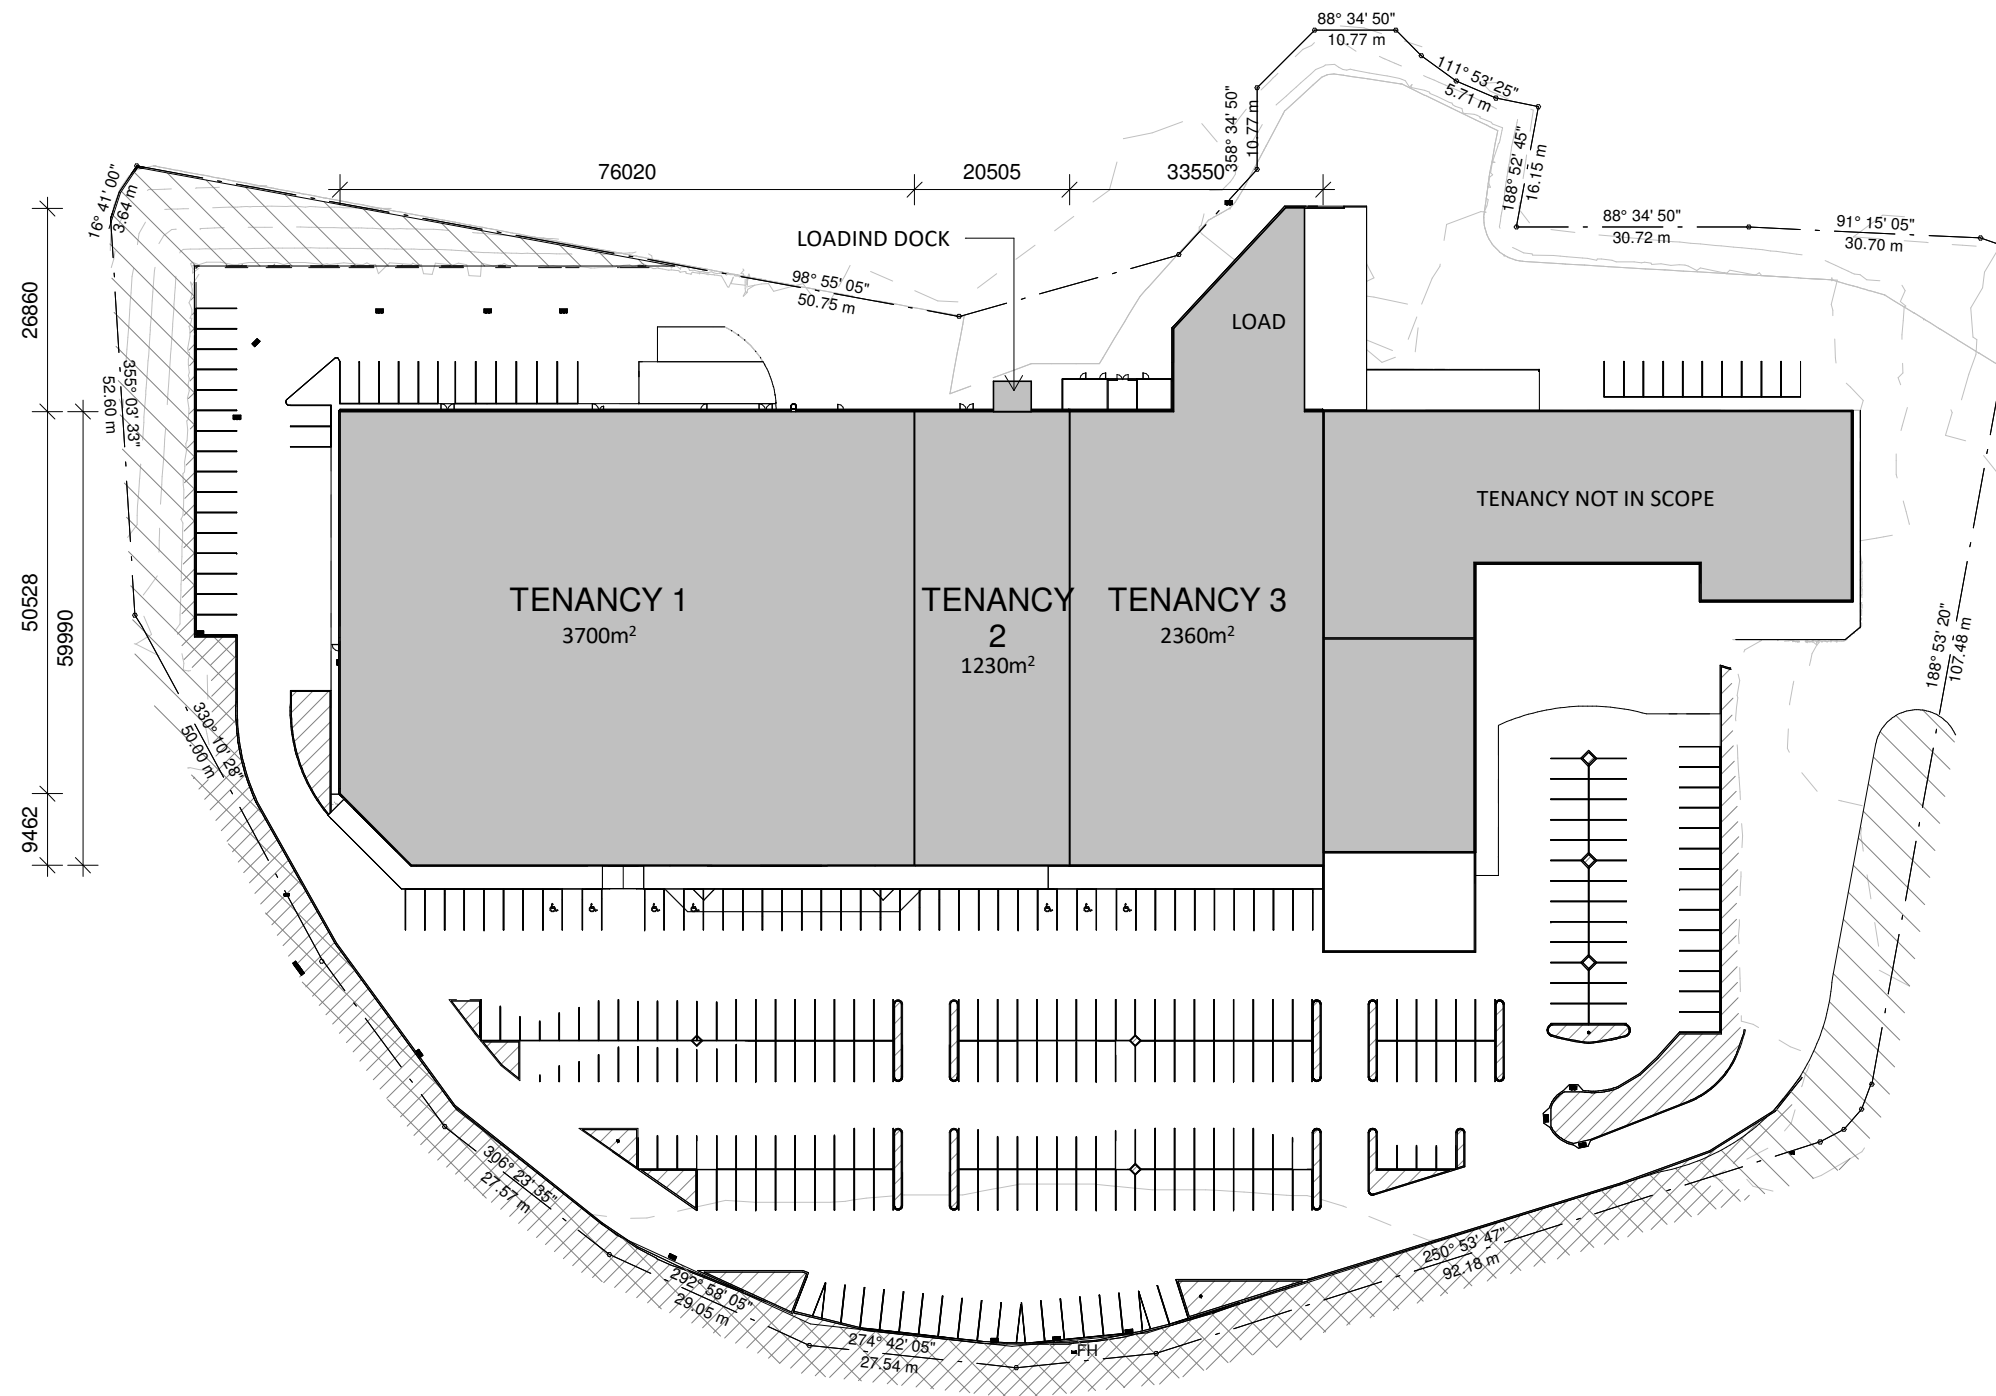 88° 34' 50"
10.77 m
111° 53' 25"
5.71 m
358° 34' 50"
10.77 m
188° 52' 45"
16.15 m
16° 41' 00"
3.64 m
76020
20505
33550
88° 34' 50"
30.72 m
91° 15' 05"
30.70 m
LOADIND DOCK
98° 55' 05"
50.75 m
26860
LOAD
355° 03' 33"
52.60 m
TENANCY NOT IN SCOPE
50528
59990
TENANCY 1
3700m²
TENANCY
2
1230m²
TENANCY 3
2360m²
188° 53' 20"
107.48 m
330° 10' 28"
50.00 m
9462
306° 23' 35"
27.57 m
292° 58' 05"
29.05 m
274° 42' 05"
27.54 m
FH
250° 53' 47"
92.18 m